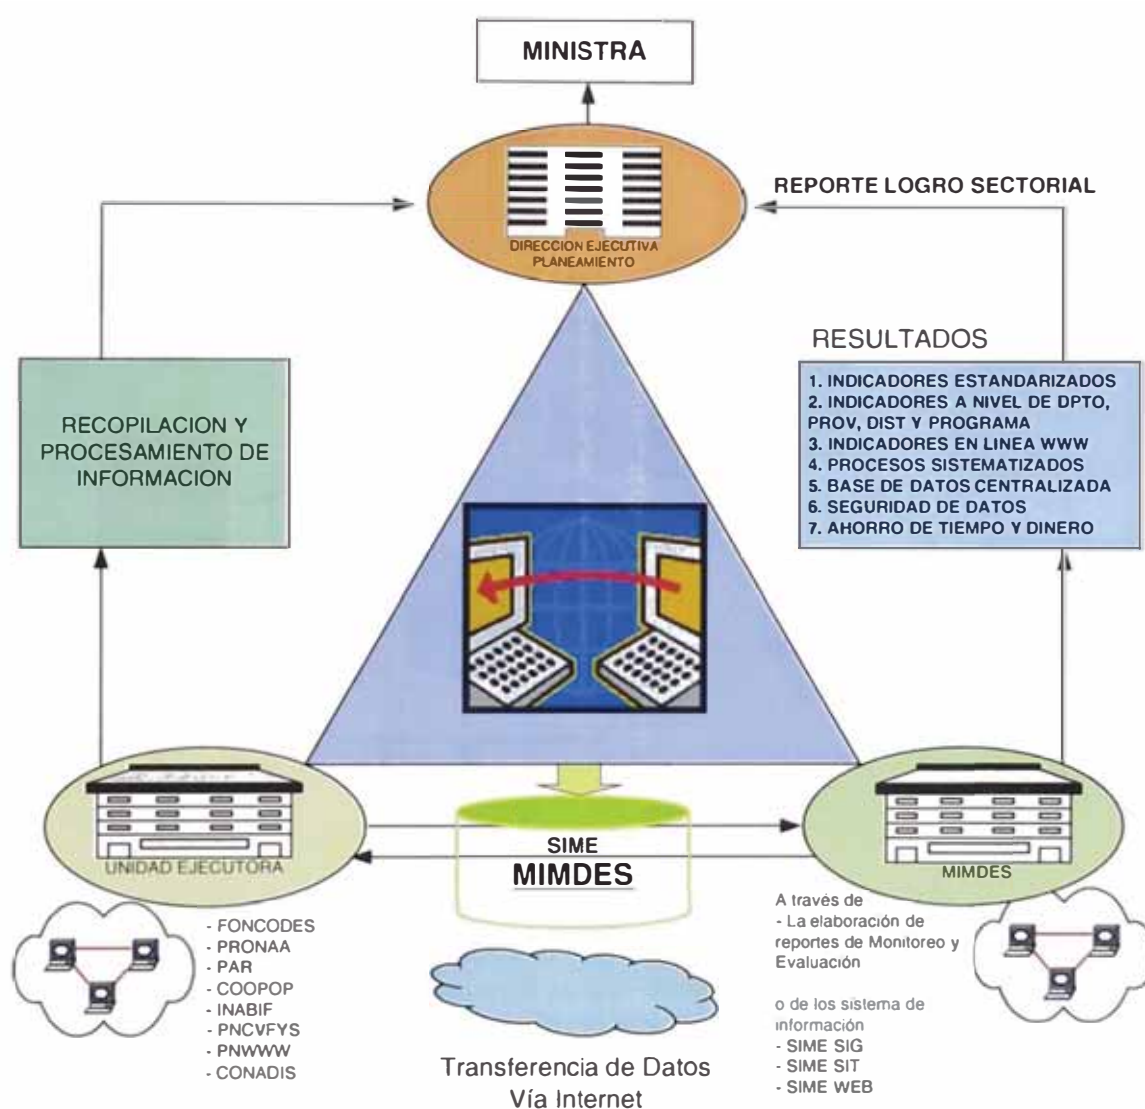 MINISTRA
DIRECCION EJECUTIVA
PLANEAMIENTO
REPORTE LOGRO SECTORIAL
RECOPILACION Y
PROCESAMIENTO DE
INFORMACION
RESULTADOS
1. INDICADORES ESTANDARIZADOS
2. INDICADORES A NIVEL DE DPTO,
PROV, DIST Y PROGRAMA
3. INDICADORES EN LINEA WWW
4. PROCESOS SISTEMATIZADOS
5. BASE DE DATOS CENTRALIZADA
6. SEGURIDAD DE DATOS
7. AHORRO DE TIEMPO Y DINERO
UNIDAD EJECUTORA
SIME
MIMDES
MIMDES
- FONCODES
- PRONAA
- PAR
- COOPOP
- INABIF
- PNCVFYS
- PNWWW
- CONADIS
Transferencia de Datos
Vía Internet
A través de
- La elaboración de
reportes de Monitoreo y
Evaluación
o de los sistema de
información
- SIME SIG
- SIME SIT
- SIME WEB